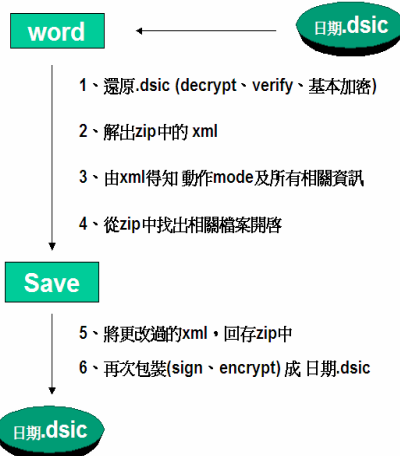 word
日期.dsic
1、還原.dsic (decrypt、verify、基本加密)
2、解出zip中的 xml
3、由xml得知 動作mode及所有相關資訊
4、從zip中找出相關檔案開啟
Save
5、將更改過的xml，回存zip中
6、再次包裝(sign、encrypt) 成 日期.dsic
日期.dsic